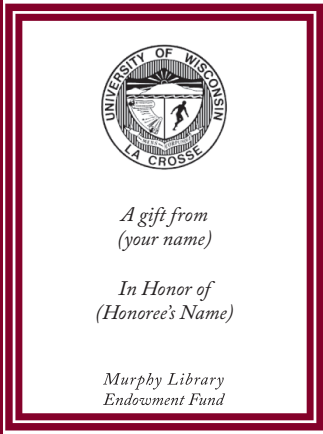 UNIVERSITY OF WISCONSIN
LA CROSSE
A gift from
(your name)
In Honor of
(Honoree's Name)
Murphy Library
Endowment Fund